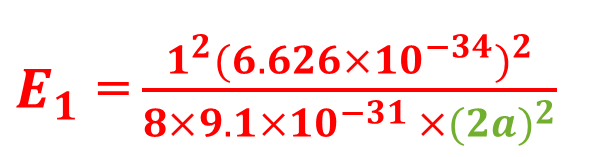 E₁ = 1²(6.626×10⁻³⁴)² / 8×9.1×10⁻³¹ ×(2a)²